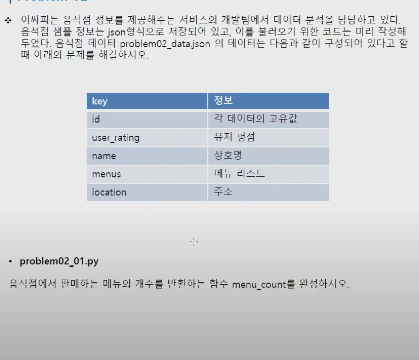 Problem 02
❖ 어싸피는 음식점 정보를 제공해주는 서비스의 개발팀에서 데이터 분석을 담당하고 있다.
음식점 샘플 정보는 json형식으로 저장되어 있고, 이를 불러오기 위한 코드는 미리 작성해
두었다. 음식점 데이터 problem02_data.json 의 데이터는 다음과 같이 구성되어 있다고 할
때 아래의 문제를 해결하시오.
key 정보
id 각 데이터의 고유값
user_rating 유저 평점
name 상호명
menus 메뉴 리스트
location 주소
• problem02_01.py
음식점에서 판매하는 메뉴의 개수를 반환하는 함수 menu_count를 완성하시오.